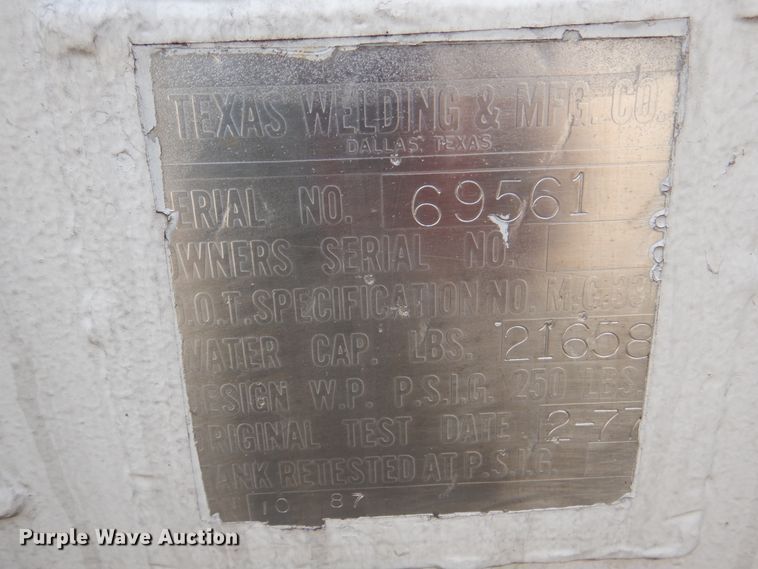 TEXAS WELDING & MFG. CO.
DALLAS, TEXAS
ERIAL NO. 69561
WNERS SERIAL NO.
.O.T. SPECIFICATION NO. M.C. 33
WATER CAP. LBS. 21658
ESIGN W.P. P.S.I.G. 250 LBS
RIGINAL TEST DATE 2-77
ANK RETESTED AT P.S.I.G.
10 87
Purple Wave Auction